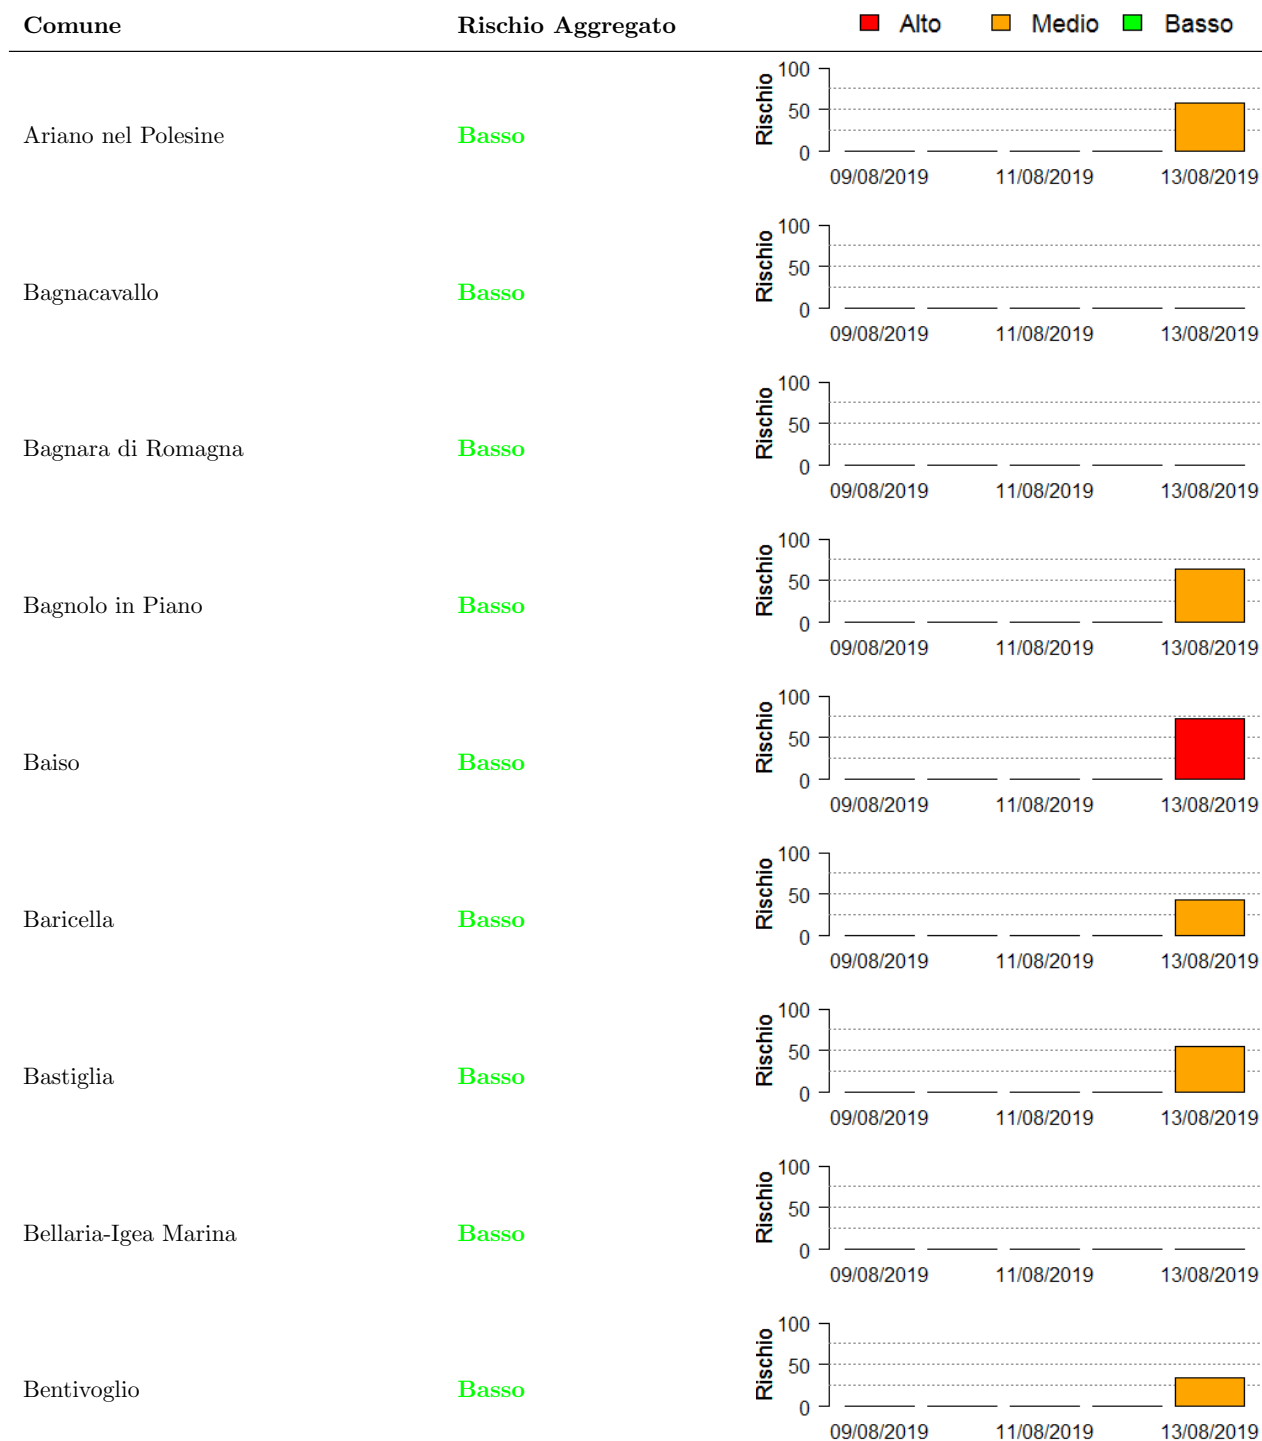 Comune Rischio Aggregato Alto Medio Basso
100
50
0
Rischio
Ariano nel Polesine Basso
09/08/2019 11/08/2019 13/08/2019
100
50
0
Rischio
Bagnacavallo Basso
09/08/2019 11/08/2019 13/08/2019
100
50
0
Rischio
Bagnara di Romagna Basso
09/08/2019 11/08/2019 13/08/2019
100
50
0
Rischio
Bagnolo in Piano Basso
09/08/2019 11/08/2019 13/08/2019
100
50
0
Rischio
Baiso Basso
09/08/2019 11/08/2019 13/08/2019
100
50
0
Rischio
Baricella Basso
09/08/2019 11/08/2019 13/08/2019
100
50
0
Rischio
Bastiglia Basso
09/08/2019 11/08/2019 13/08/2019
100
50
0
Rischio
Bellaria-Igea Marina Basso
09/08/2019 11/08/2019 13/08/2019
100
50
0
Rischio
Bentivoglio Basso
09/08/2019 11/08/2019 13/08/2019